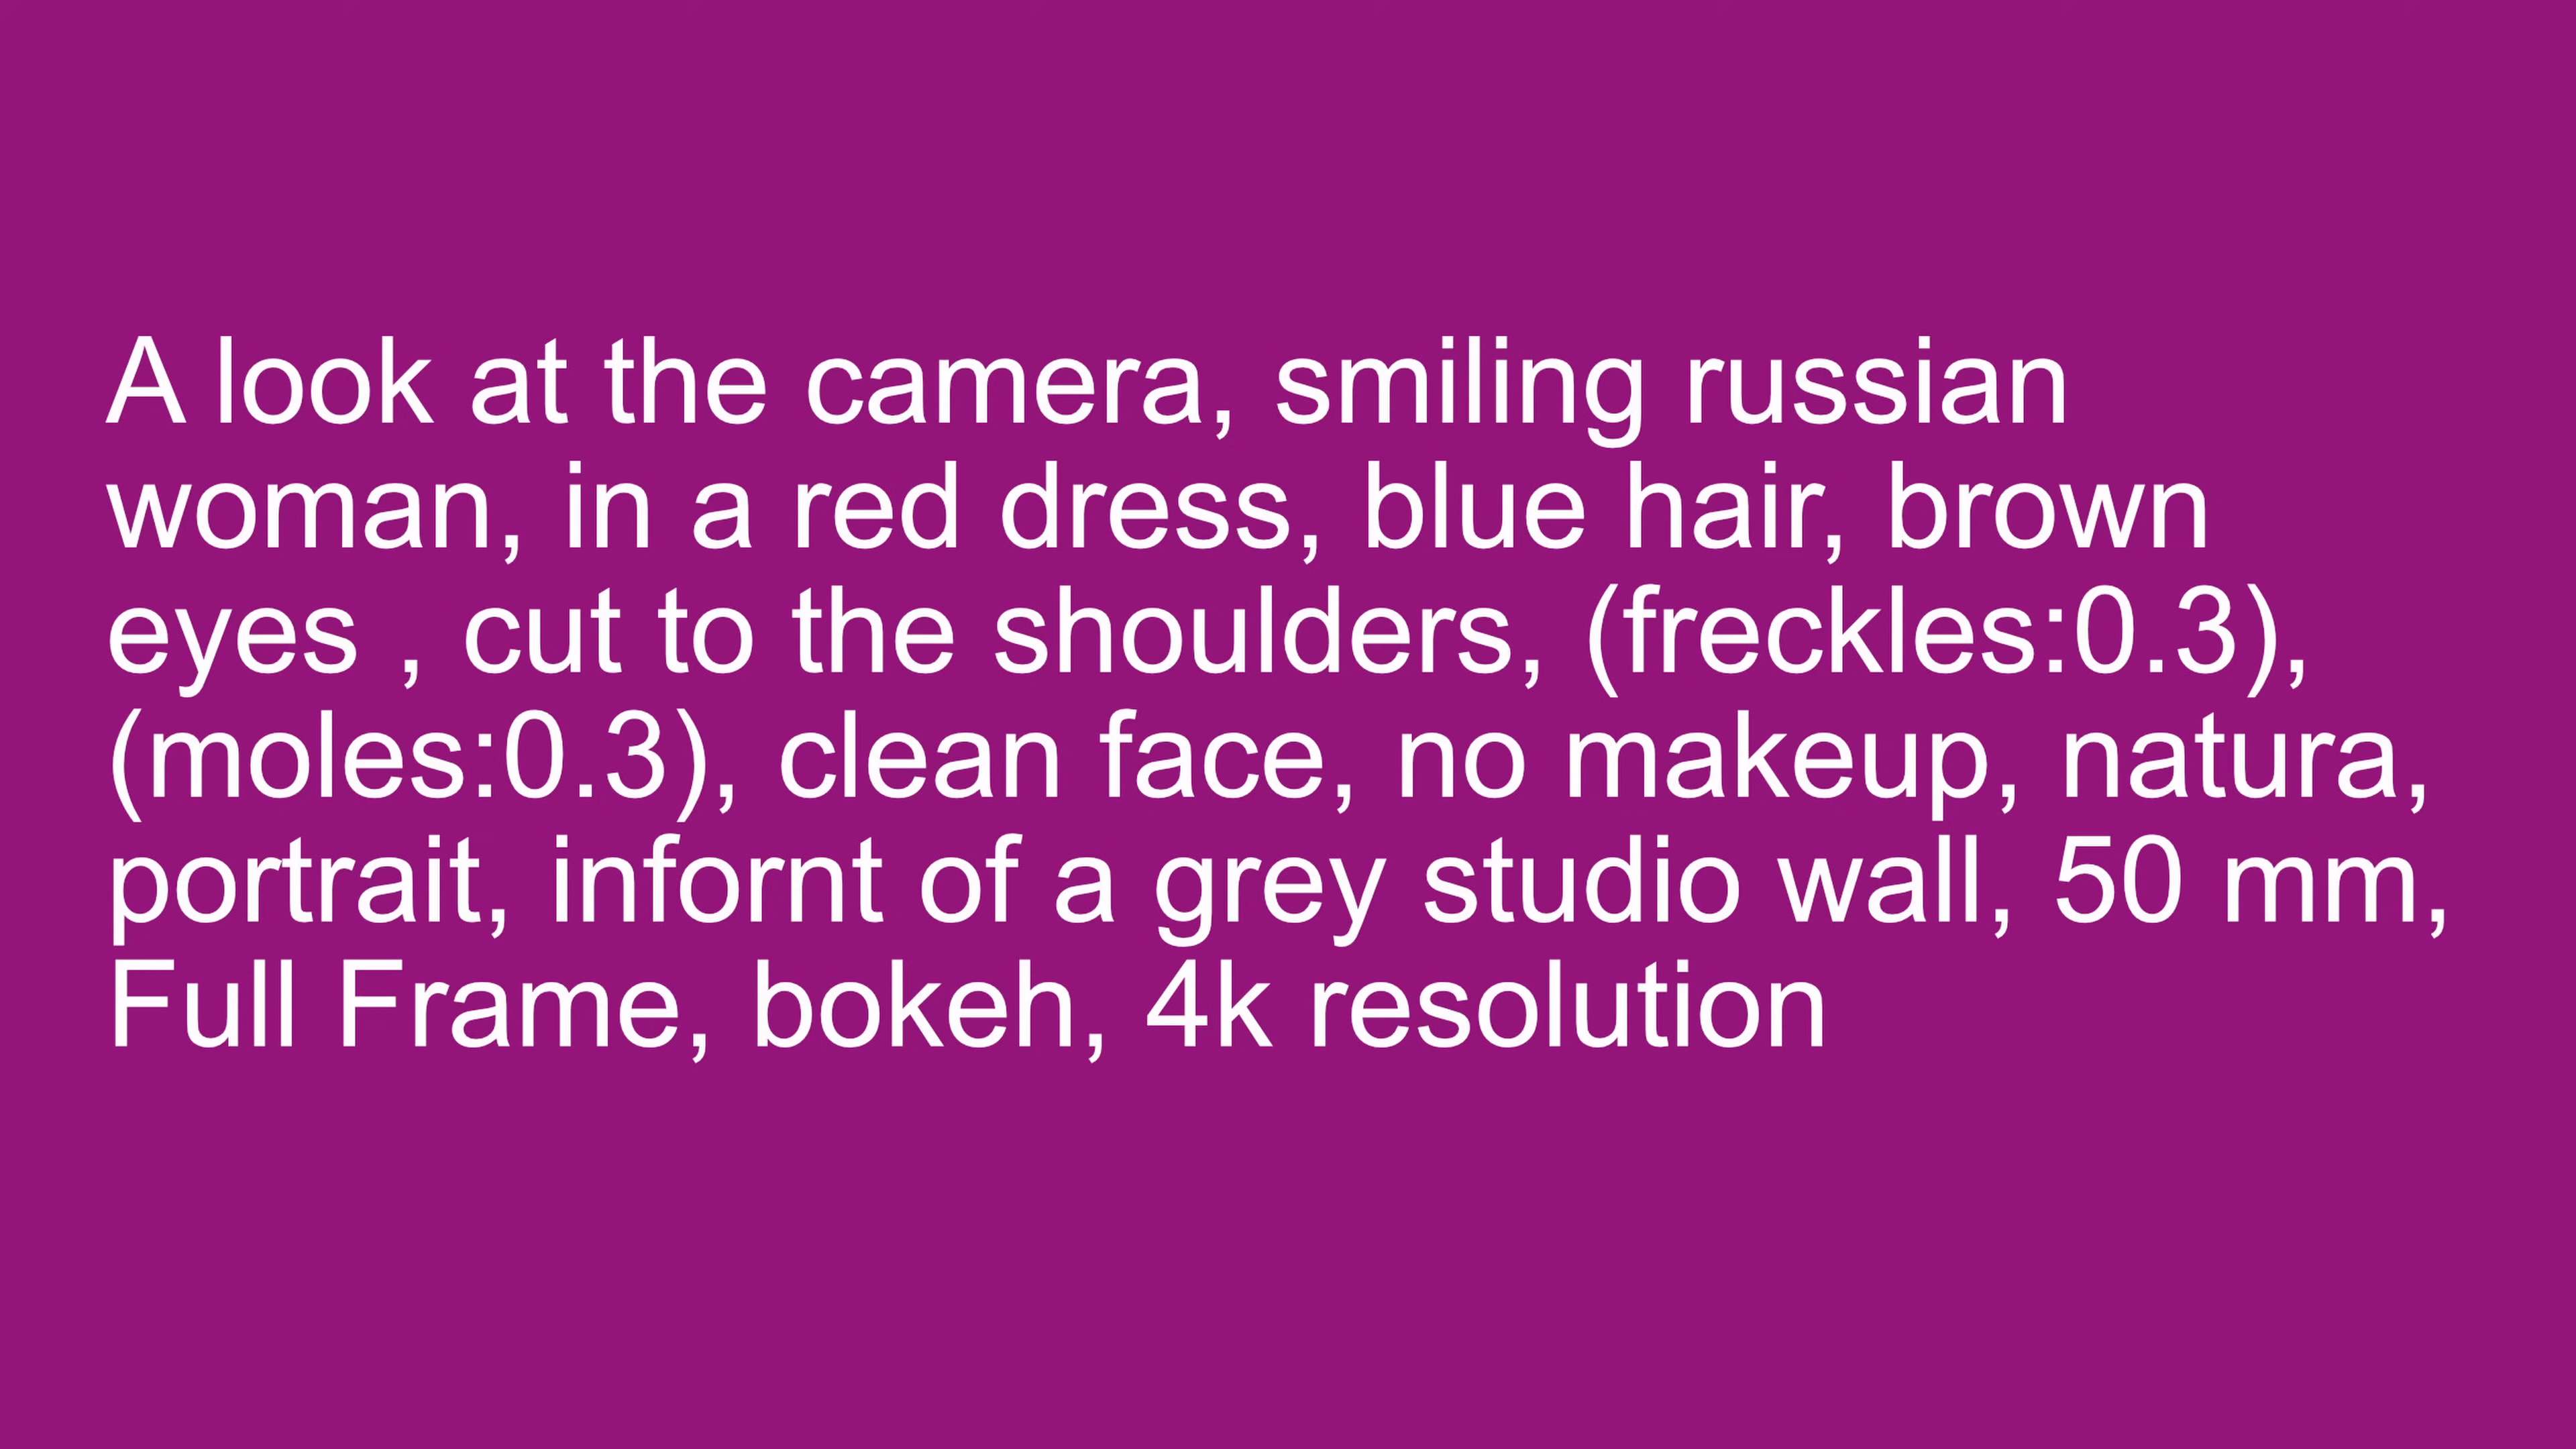 A look at the camera, smiling russian
woman, in a red dress, blue hair, brown
eyes , cut to the shoulders, (freckles:0.3),
(moles:0.3), clean face, no makeup, natura,
portrait, infornt of a grey studio wall, 50 mm,
Full Frame, bokeh, 4k resolution